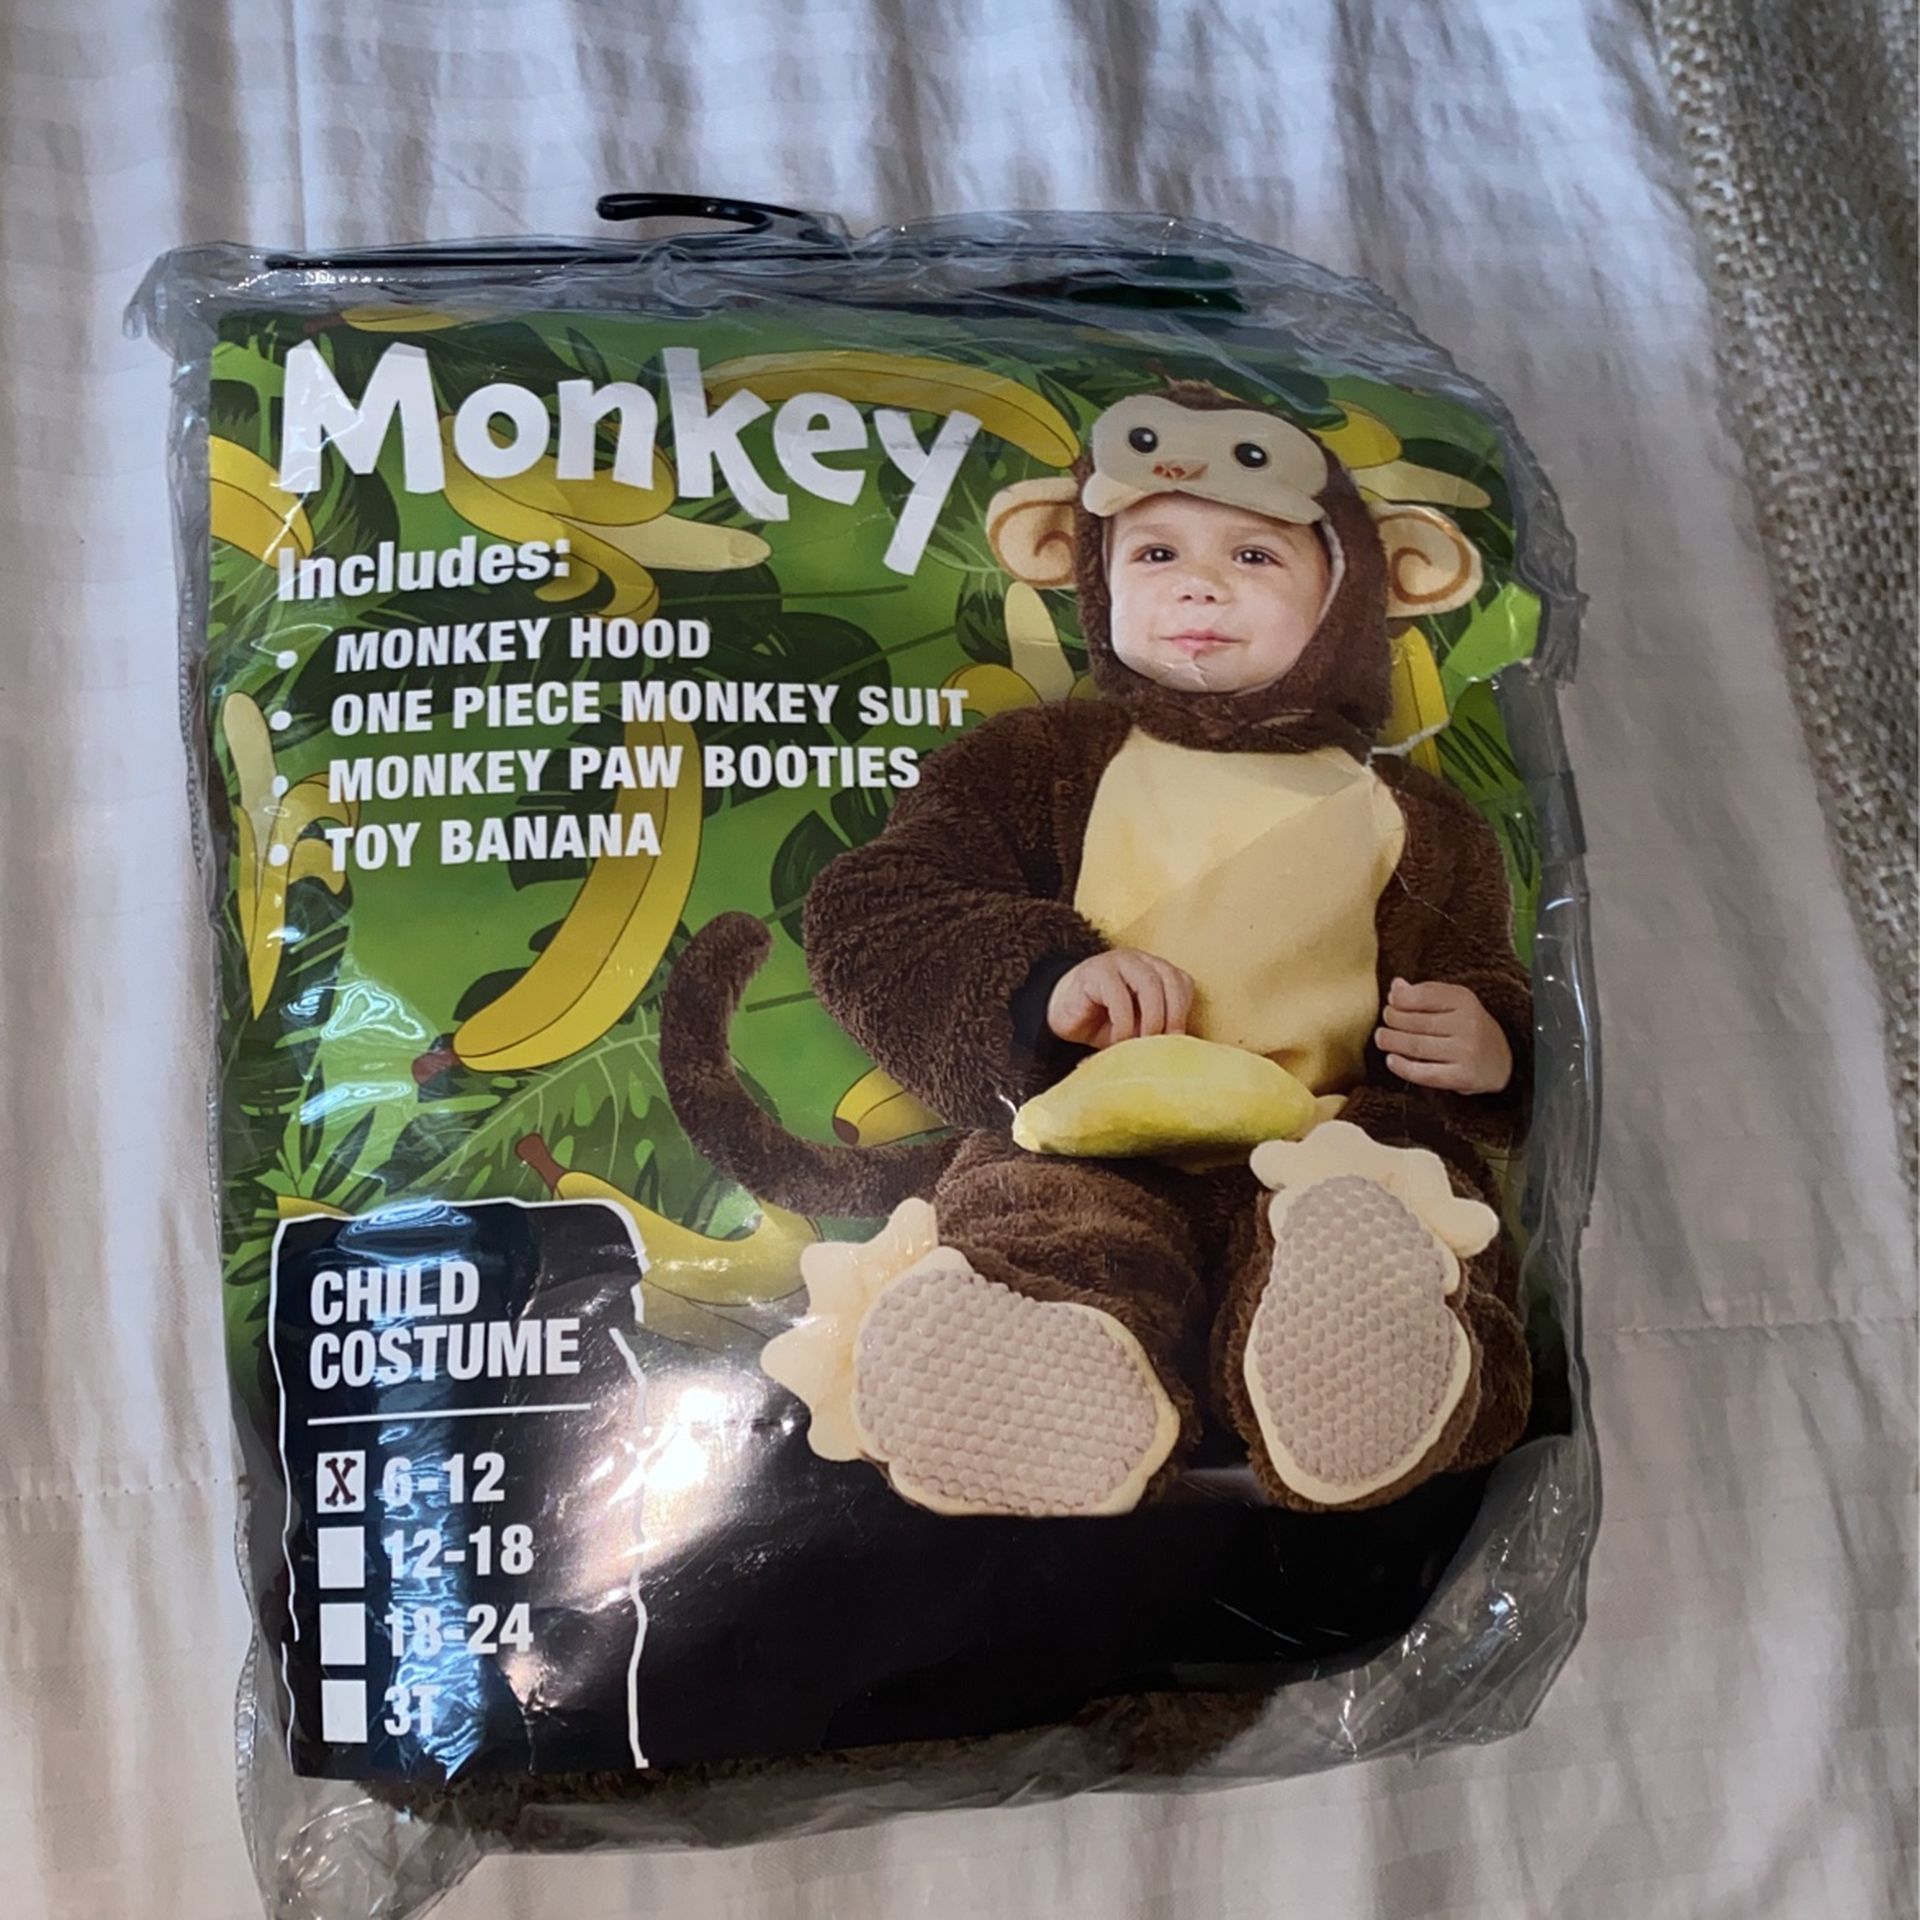 Monkey
Includes:
• MONKEY HOOD
• ONE PIECE MONKEY SUIT
• MONKEY PAW BOOTIES
• TOY BANANA
CHILD
COSTUME
X 6-12
12-18
18-24
3T